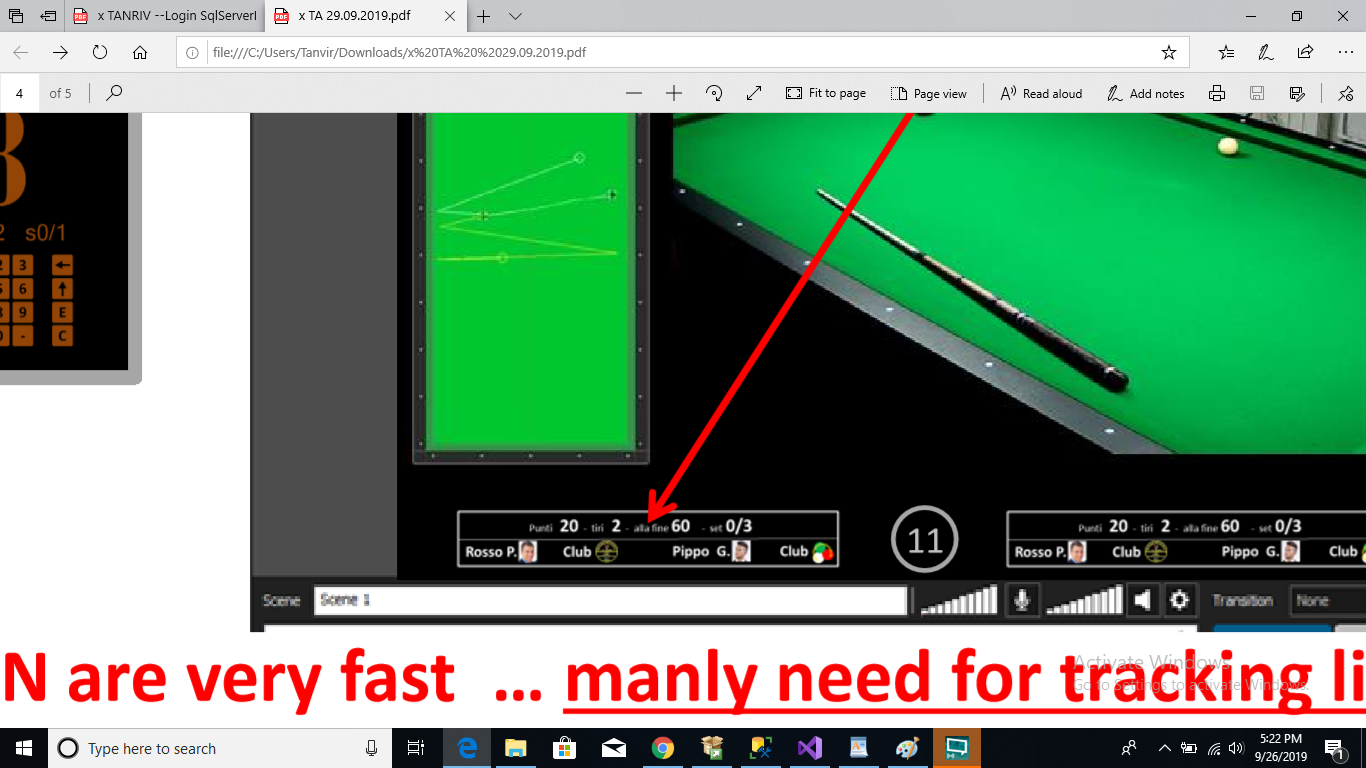 x TANRIV --Login SqlServerl
x TA 29.09.2019.pdf
file:///C:/Users/Tanvir/Downloads/x%20TA%20%2029.09.2019.pdf
4 of 5
Fit to page
Page view
Read aloud
Add notes
2 s0/1
2 3
5 6
8 9 E
0 - C
Punti 20 - tiri 2 - alla fine 60 - set 0/3
Rosso P. Club Pippo G. Club
11
Punti 20 - tiri 2 - alla fine 60 - set 0/3
Rosso P. Club Pippo G. Club
Scene Scene 1 Transition None
N are very fast ... manly need for tracking li
Activate Windows
Go to Settings to activate Windows.
Type here to search
5:22 PM
9/26/2019
1